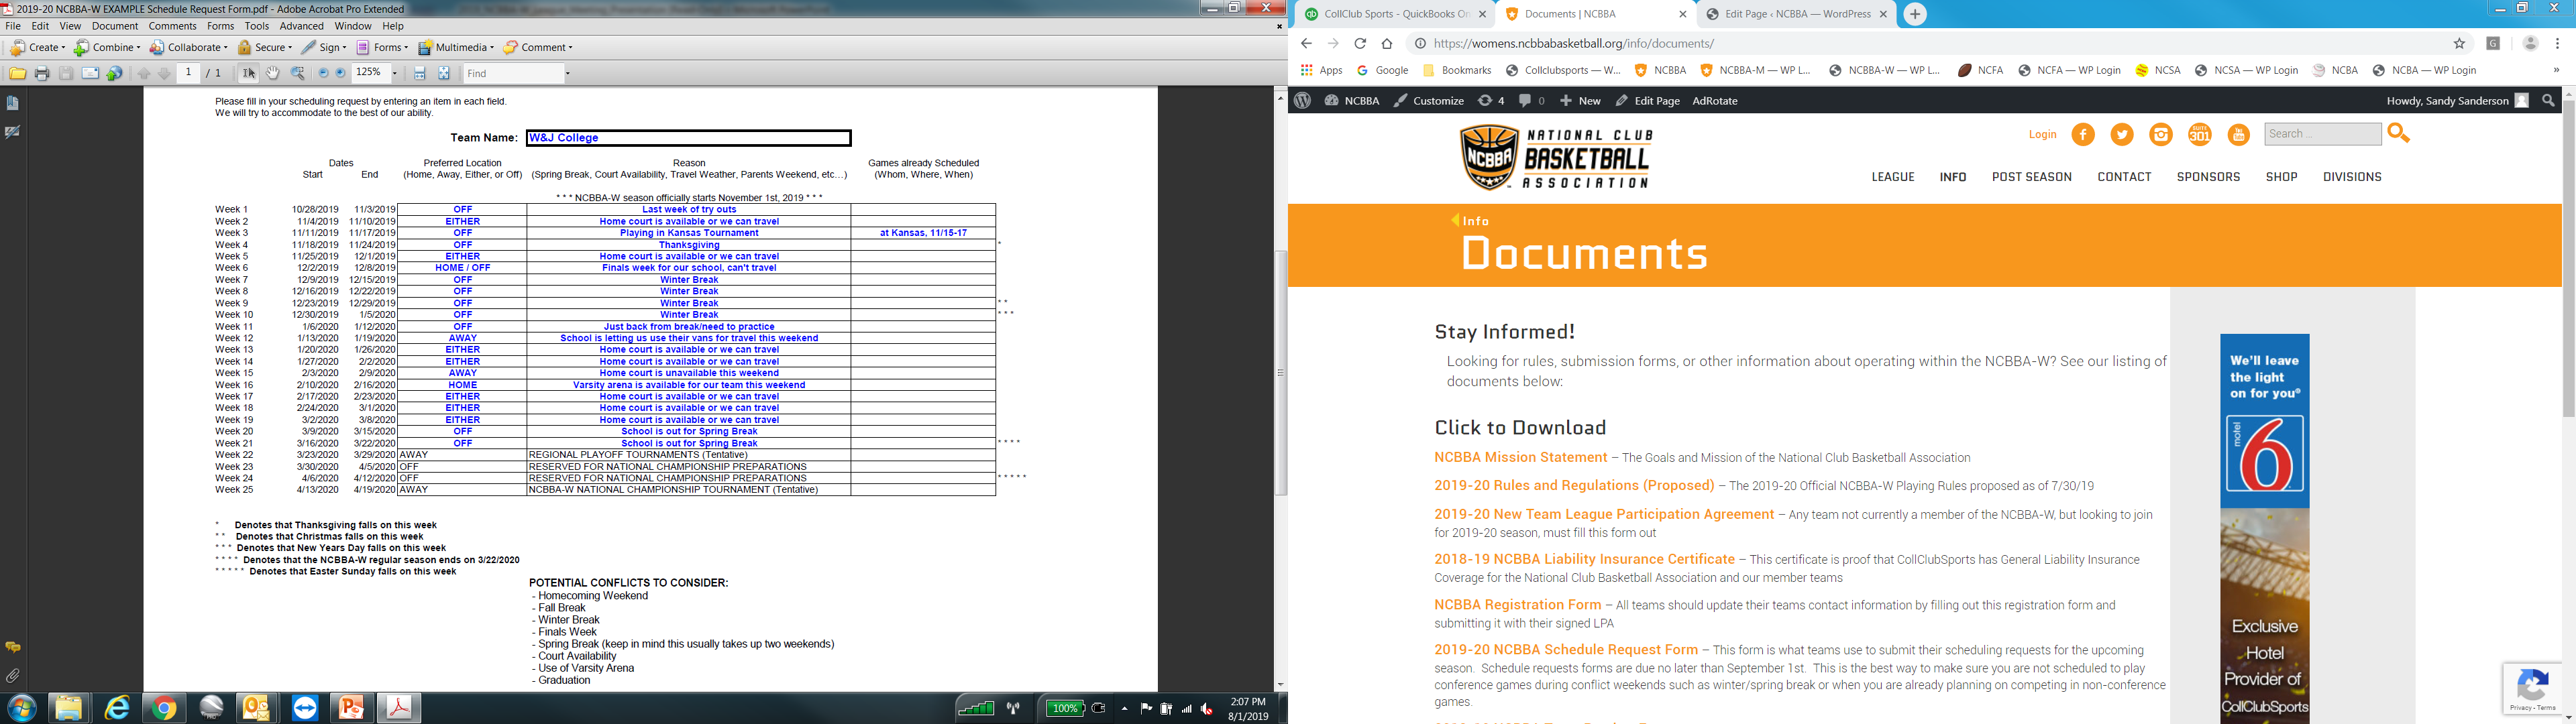 2019-20 NCBBA-W EXAMPLE Schedule Request Form.pdf - Adobe Acrobat Pro Extended
File Edit View Document Comments Forms Tools Advanced Window Help
Create Combine Collaborate Secure Sign Forms Multimedia Comment
1 / 1 125% Find
Please fill in your scheduling request by entering an item in each field.
We will try to accommodate to the best of our ability.
Team Name: W&J College
Dates Preferred Location Reason Games already Scheduled
Start End (Home, Away, Either, or Off) (Spring Break, Court Availability, Travel Weather, Parents Weekend, etc...) (Whom, Where, When)
* * * NCBBA-W season officially starts November 1st, 2019 * * *
Week 1 10/28/2019 11/3/2019 OFF Last week of try outs
Week 2 11/4/2019 11/10/2019 EITHER Home court is available or we can travel
Week 3 11/11/2019 11/17/2019 OFF Playing in Kansas Tournament at Kansas, 11/15-17
Week 4 11/18/2019 11/24/2019 OFF Thanksgiving *
Week 5 11/25/2019 12/1/2019 EITHER Home court is available or we can travel
Week 6 12/2/2019 12/8/2019 HOME / OFF Finals week for our school, can't travel
Week 7 12/9/2019 12/15/2019 OFF Winter Break
Week 8 12/16/2019 12/22/2019 OFF Winter Break
Week 9 12/23/2019 12/29/2019 OFF Winter Break * *
Week 10 12/30/2019 1/5/2020 OFF Winter Break * * *
Week 11 1/6/2020 1/12/2020 OFF Just back from break/need to practice
Week 12 1/13/2020 1/19/2020 AWAY School is letting us use their vans for travel this weekend
Week 13 1/20/2020 1/26/2020 EITHER Home court is available or we can travel
Week 14 1/27/2020 2/2/2020 EITHER Home court is available or we can travel
Week 15 2/3/2020 2/9/2020 AWAY Home court is unavailable this weekend
Week 16 2/10/2020 2/16/2020 HOME Varsity arena is available for our team this weekend
Week 17 2/17/2020 2/23/2020 EITHER Home court is available or we can travel
Week 18 2/24/2020 3/1/2020 EITHER Home court is available or we can travel
Week 19 3/2/2020 3/8/2020 EITHER Home court is available or we can travel
Week 20 3/9/2020 3/15/2020 OFF School is out for Spring Break
Week 21 3/16/2020 3/22/2020 OFF School is out for Spring Break * * * *
Week 22 3/23/2020 3/29/2020 AWAY REGIONAL PLAYOFF TOURNAMENTS (Tentative)
Week 23 3/30/2020 4/5/2020 OFF RESERVED FOR NATIONAL CHAMPIONSHIP PREPARATIONS
Week 24 4/6/2020 4/12/2020 OFF RESERVED FOR NATIONAL CHAMPIONSHIP PREPARATIONS * * * * *
Week 25 4/13/2020 4/19/2020 AWAY NCBBA-W NATIONAL CHAMPIONSHIP TOURNAMENT (Tentative)
* Denotes that Thanksgiving falls on this week
* * Denotes that Christmas falls on this week
* * * Denotes that New Years Day falls on this week
* * * * Denotes that the NCBBA-W regular season ends on 3/22/2020
* * * * * Denotes that Easter Sunday falls on this week
POTENTIAL CONFLICTS TO CONSIDER:
- Homecoming Weekend
- Fall Break
- Winter Break
- Finals Week
- Spring Break (keep in mind this usually takes up two weekends)
- Court Availability
- Use of Varsity Arena
- Graduation
100%
2:07 PM
8/1/2019
CollClub Sports - QuickBooks On Documents | NCBBA Edit Page ‹ NCBBA — WordPress
https://womens.ncbbabasketball.org/info/documents/
Apps Google Bookmarks Collclubsports — W... NCBBA NCBBA-M — WP L... NCBBA-W — WP L... NCFA NCFA — WP Login NCSA NCSA — WP Login NCBA NCBA — WP Login »
NCBBA Customize 4 0 New Edit Page AdRotate Howdy, Sandy Sanderson
NCBBA
NATIONAL CLUB
BASKETBALL
ASSOCIATION
Login 301 Search ...
LEAGUE INFO POST SEASON CONTACT SPONSORS SHOP DIVISIONS
Info
Documents
Stay Informed!
Looking for rules, submission forms, or other information about operating within the NCBBA-W? See our listing of
documents below:
Click to Download
NCBBA Mission Statement – The Goals and Mission of the National Club Basketball Association
2019-20 Rules and Regulations (Proposed) – The 2019-20 Official NCBBA-W Playing Rules proposed as of 7/30/19
2019-20 New Team League Participation Agreement – Any team not currently a member of the NCBBA-W, but looking to join
for 2019-20 season, must fill this form out
2018-19 NCBBA Liability Insurance Certificate – This certificate is proof that CollClubSports has General Liability Insurance
Coverage for the National Club Basketball Association and our member teams
NCBBA Registration Form – All teams should update their teams contact information by filling out this registration form and
submitting it with their signed LPA
2019-20 NCBBA Schedule Request Form – This form is what teams use to submit their scheduling requests for the upcoming
season. Schedule requests forms are due no later than September 1st. This is the best way to make sure you are not scheduled to play
conference games during conflict weekends such as winter/spring break or when you are already planning on competing in non-conference
games.
We'll leave
the light
on for you®
motel
6
Exclusive
Hotel
Provider of
CollClubSports
Privacy - Terms